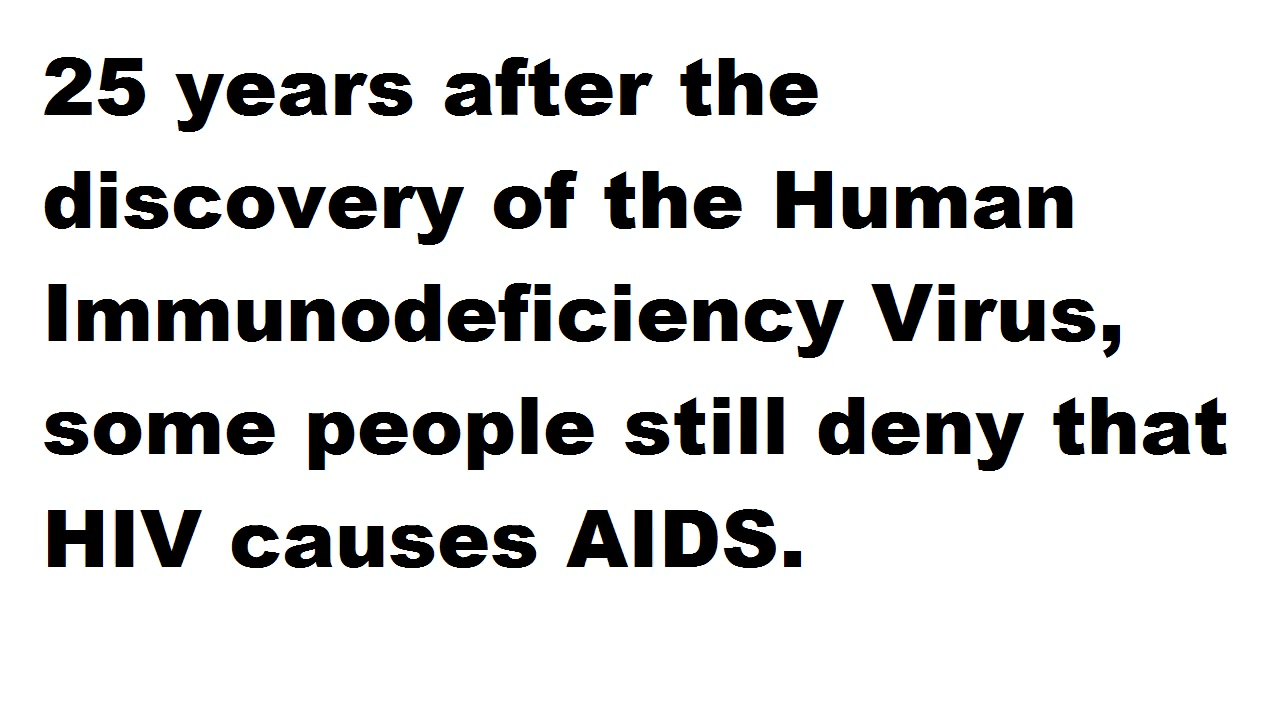 25 years after the
discovery of the Human
Immunodeficiency Virus,
some people still deny that
HIV causes AIDS.